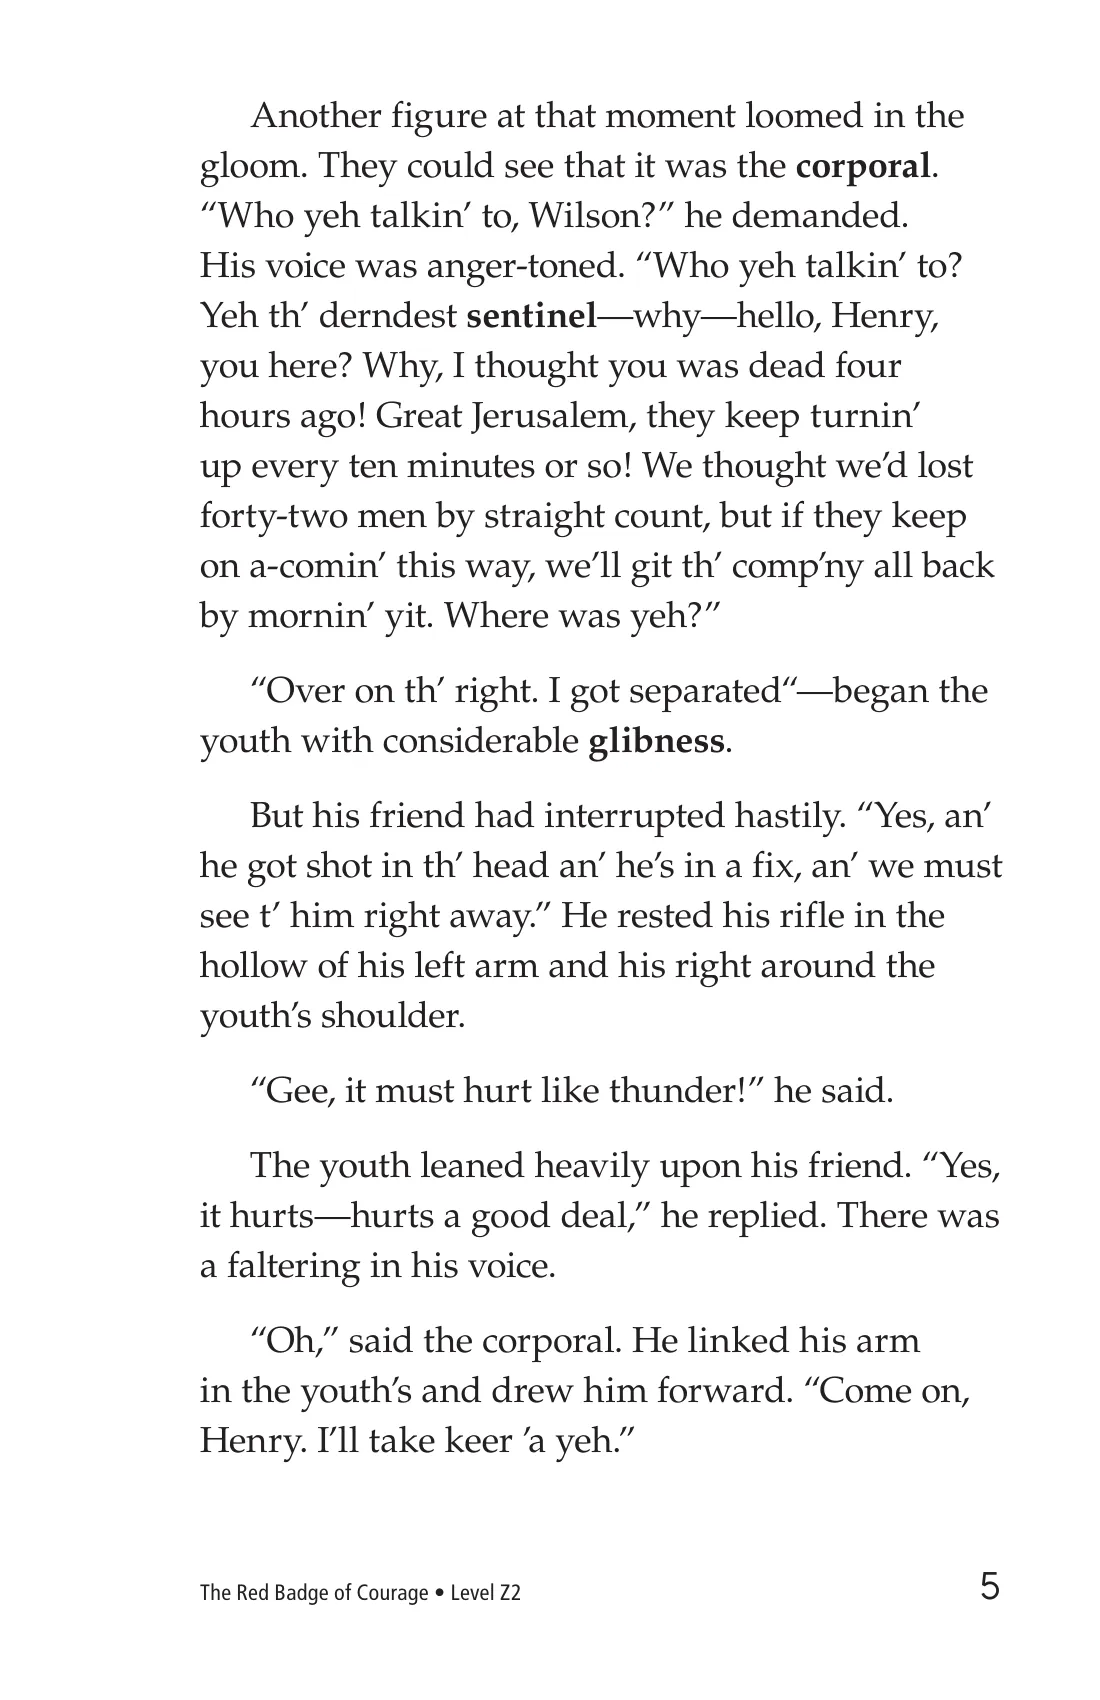 Another figure at that moment loomed in the
gloom. They could see that it was the corporal.
“Who yeh talkin’ to, Wilson?” he demanded.
His voice was anger-toned. “Who yeh talkin’ to?
Yeh th’ derndest sentinel—why—hello, Henry,
you here? Why, I thought you was dead four
hours ago! Great Jerusalem, they keep turnin’
up every ten minutes or so! We thought we’d lost
forty-two men by straight count, but if they keep
on a-comin’ this way, we’ll git th’ comp’ny all back
by mornin’ yit. Where was yeh?”
“Over on th’ right. I got separated“—began the
youth with considerable glibness.
But his friend had interrupted hastily. “Yes, an’
he got shot in th’ head an’ he’s in a fix, an’ we must
see t’ him right away.” He rested his rifle in the
hollow of his left arm and his right around the
youth’s shoulder.
“Gee, it must hurt like thunder!” he said.
The youth leaned heavily upon his friend. “Yes,
it hurts—hurts a good deal,” he replied. There was
a faltering in his voice.
“Oh,” said the corporal. He linked his arm
in the youth’s and drew him forward. “Come on,
Henry. I’ll take keer ’a yeh.”
The Red Badge of Courage • Level Z2
5